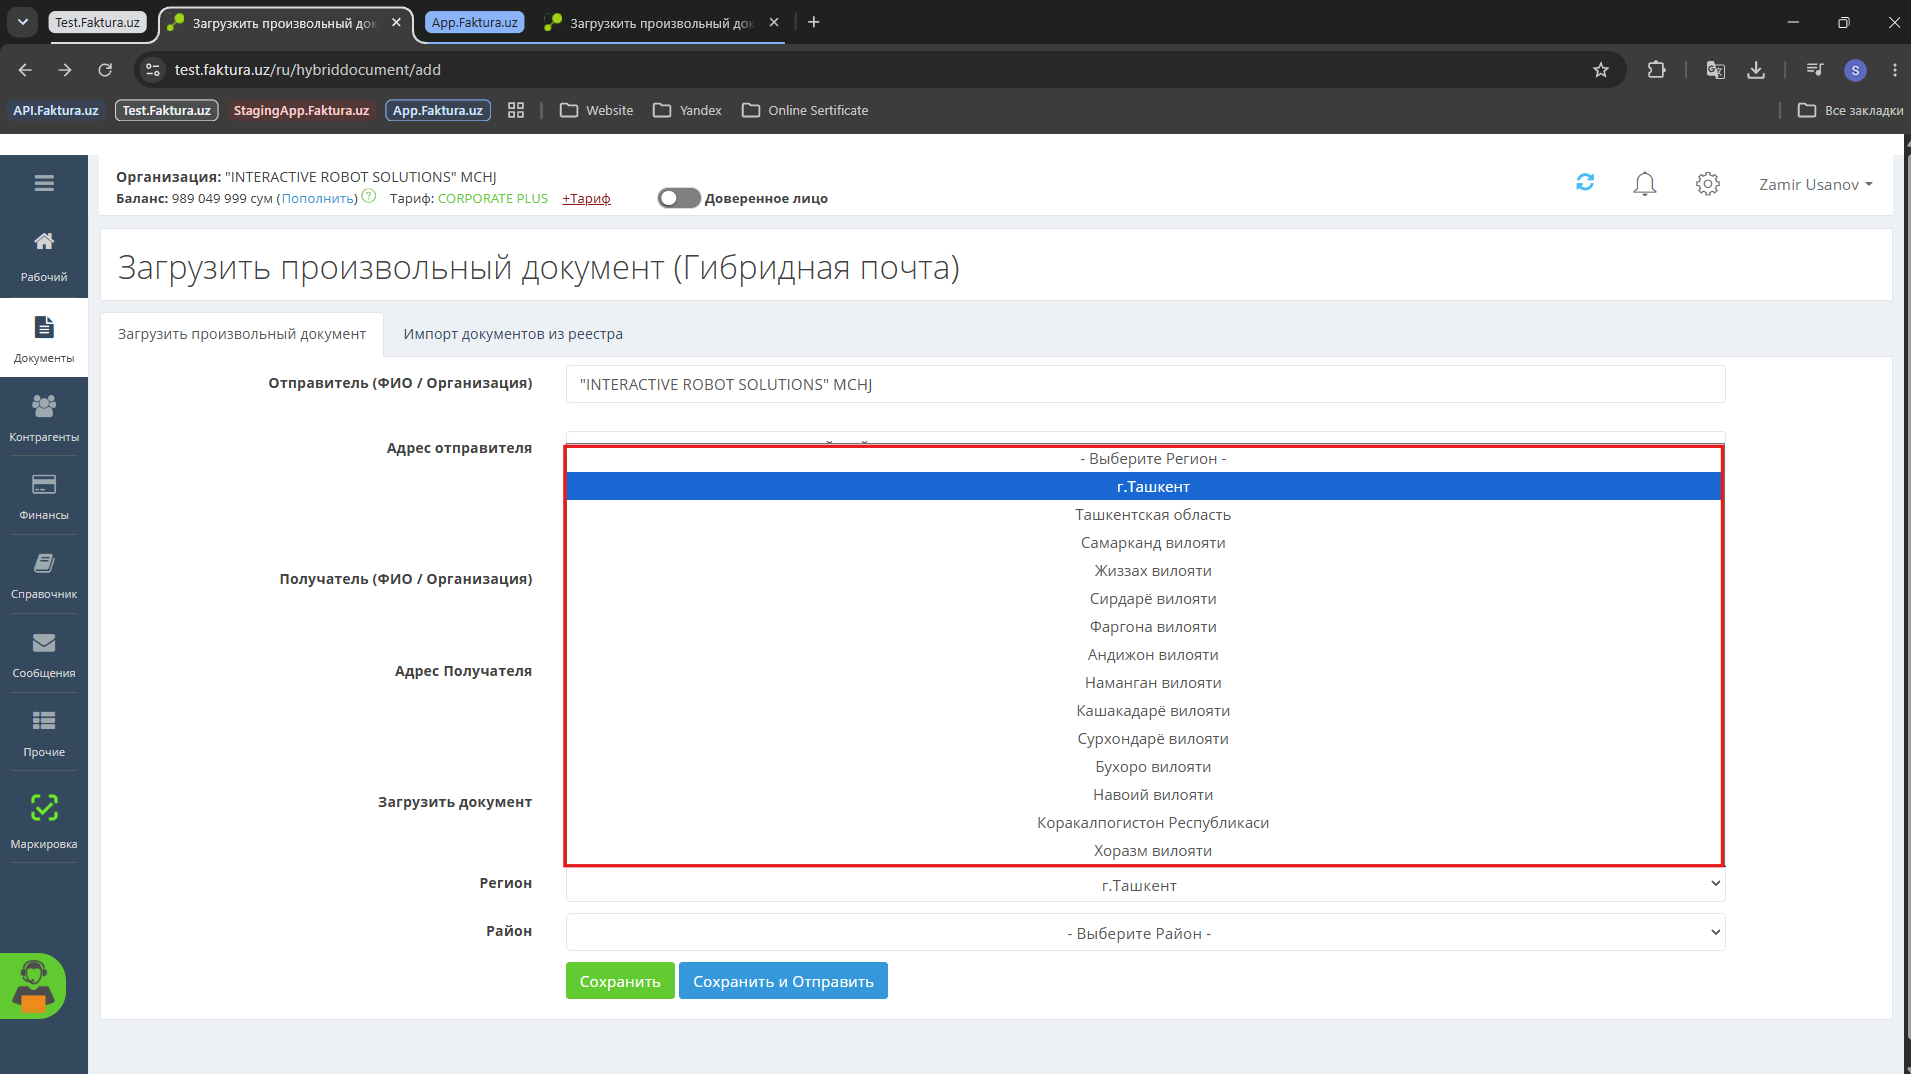 Test.Faktura.uz
Загрузкить произвольный док
App.Faktura.uz
Загрузкить произвольный док
test.faktura.uz/ru/hybriddocument/add
S
API.Faktura.uz
Test.Faktura.uz
StagingApp.Faktura.uz
App.Faktura.uz
Website
Yandex
Online Sertificate
Все закладки
Организация: "INTERACTIVE ROBOT SOLUTIONS" MCHJ
Баланс: 989 049 999 сум (Пополнить) ? Тариф: CORPORATE PLUS +Тариф
Доверенное лицо
Zamir Usanov
Рабочий
Документы
Контрагенты
Финансы
Справочник
Сообщения
Прочие
Маркировка
Загрузить произвольный документ (Гибридная почта)
Загрузить произвольный документ
Импорт документов из реестра
Отправитель (ФИО / Организация)
"INTERACTIVE ROBOT SOLUTIONS" MCHJ
Адрес отправителя
- Выберите Регион -
г.Ташкент
Ташкентская область
Самарканд вилояти
Жиззах вилояти
Сирдарё вилояти
Фаргона вилояти
Андижон вилояти
Наманган вилояти
Кашакадарё вилояти
Сурхондарё вилояти
Бухоро вилояти
Навоий вилояти
Коракалпогистон Республикаси
Хоразм вилояти
Получатель (ФИО / Организация)
Адрес Получателя
Загрузить документ
Регион
г.Ташкент
Район
- Выберите Район -
Сохранить
Сохранить и Отправить